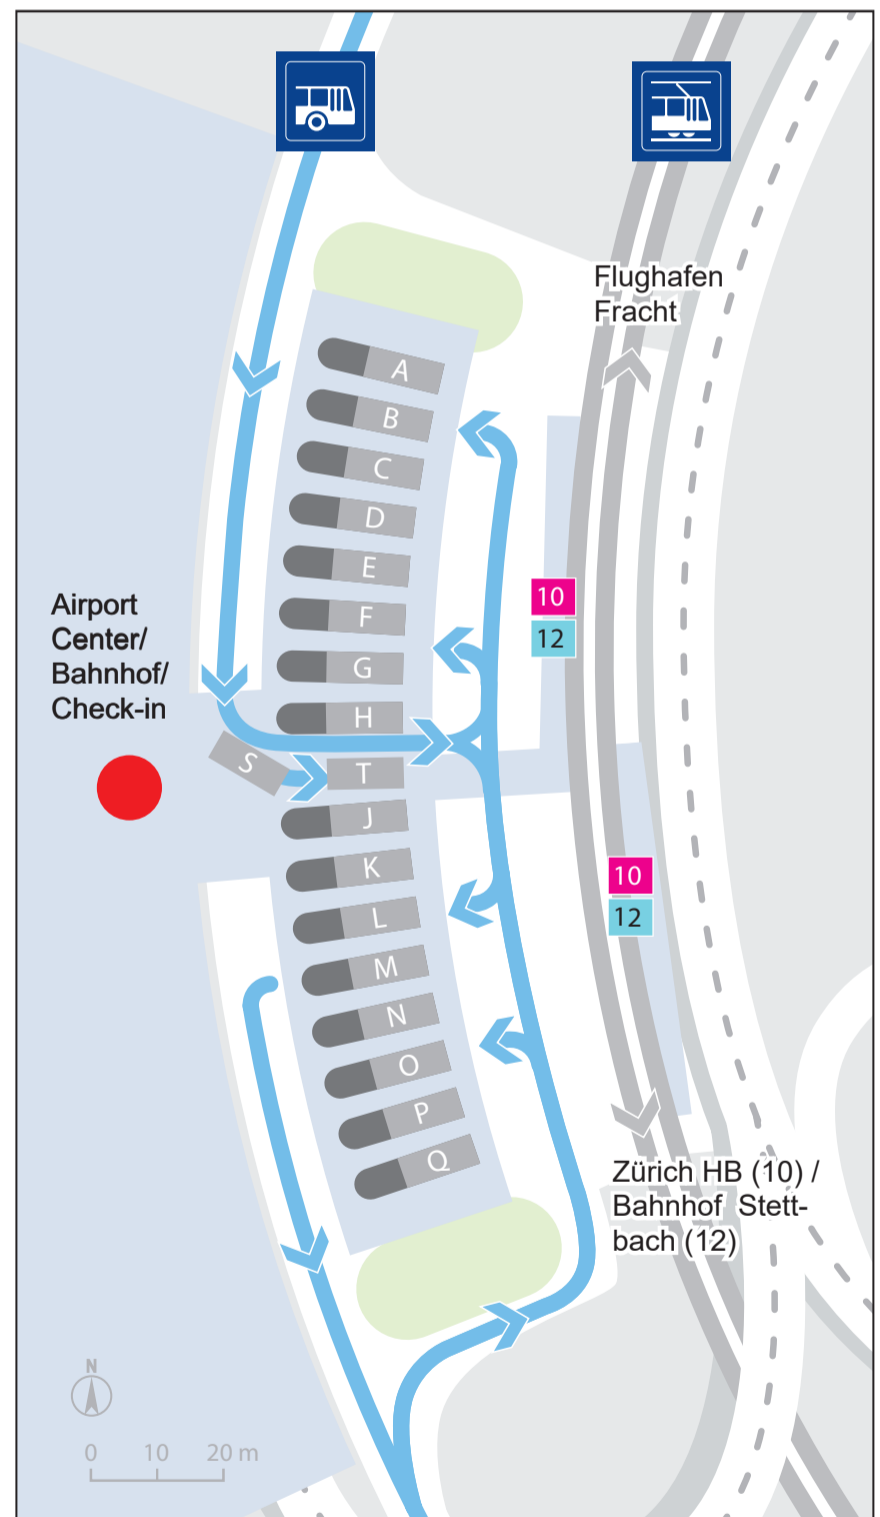 Flughafen
Fracht
A
B
C
D
E
F
G
H
S
T
J
K
L
M
N
O
P
Q
10
12
Airport
Center/
Bahnhof/
Check-in
10
12
Zürich HB (10) /
Bahnhof Stett-
bach (12)
N
0 10 20 m